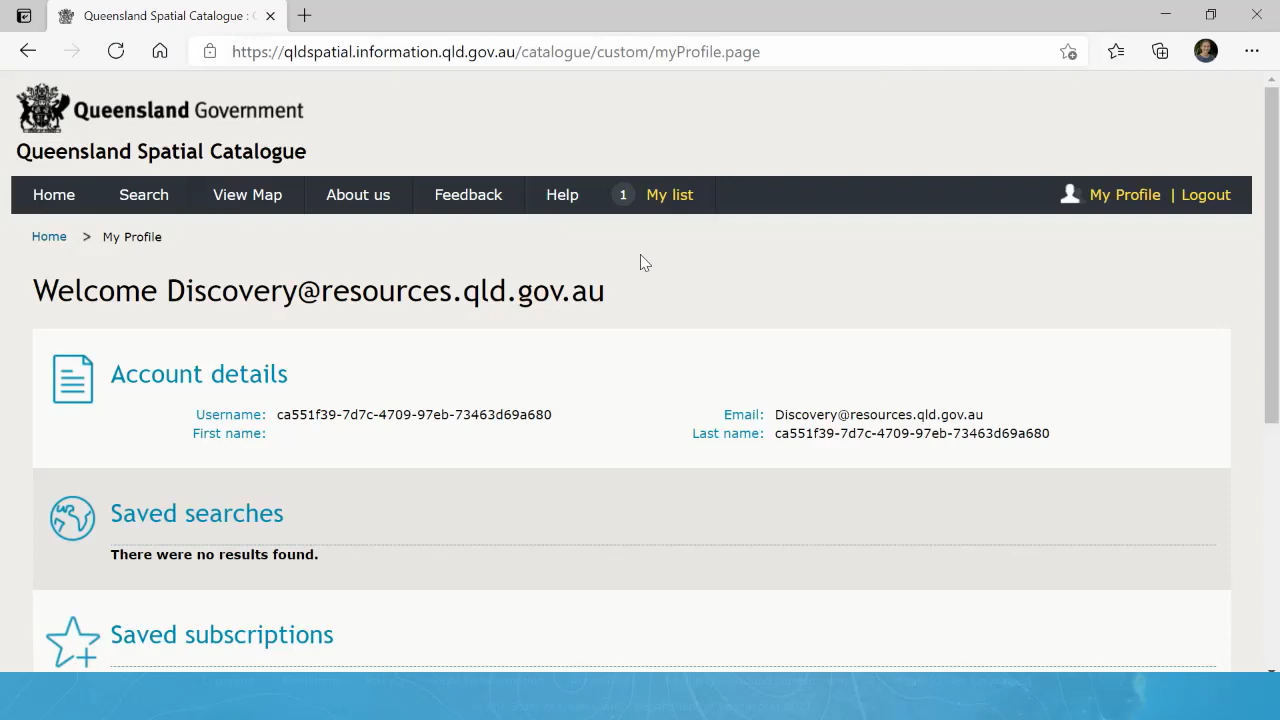 Queensland Spatial Catalogue : (
https://qldspatial.information.qld.gov.au/catalogue/custom/myProfile.page
Queensland Government
Queensland Spatial Catalogue
Home Search View Map About us Feedback Help 1 My list My Profile | Logout
Home > My Profile
Welcome Discovery@resources.qld.gov.au
Account details
Username: ca551f39-7d7c-4709-97eb-73463d69a680 Email: Discovery@resources.qld.gov.au
First name: Last name: ca551f39-7d7c-4709-97eb-73463d69a680
Saved searches
There were no results found.
Saved subscriptions